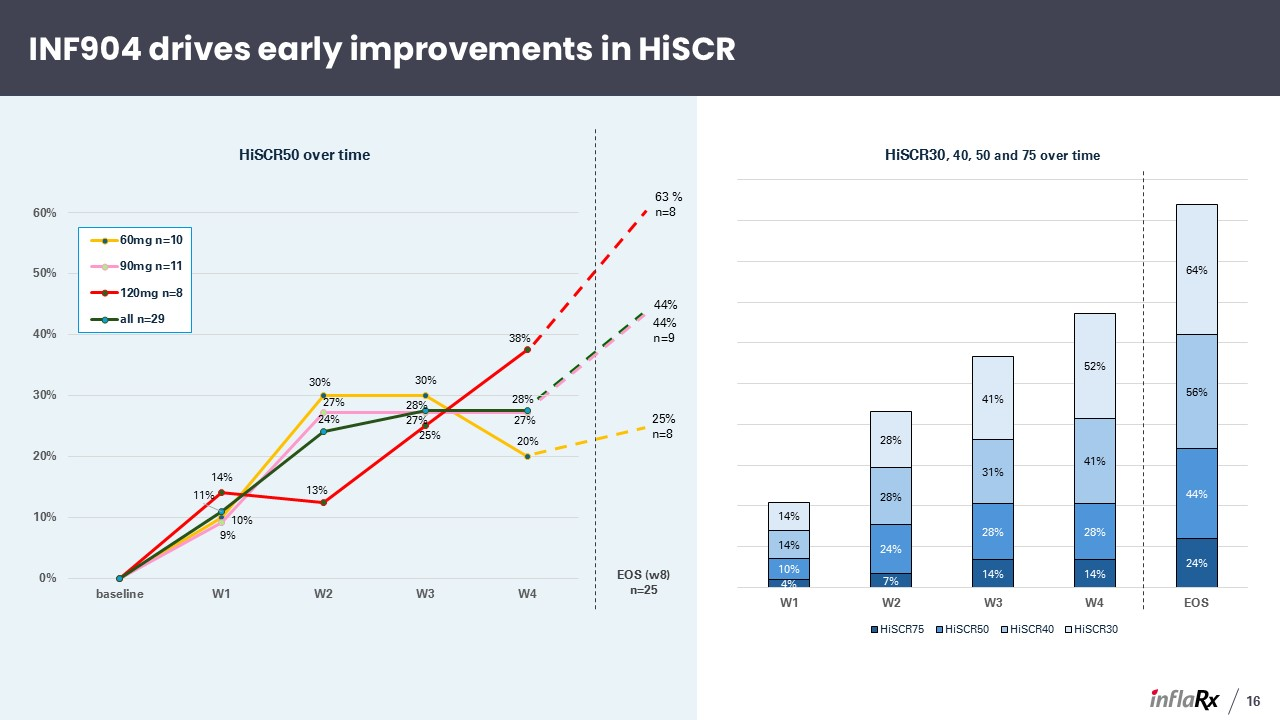 INF904 drives early improvements in HiSCR
HiSCR50 over time
60%
50%
40%
30%
20%
10%
0%
60mg n=10
90mg n=11
120mg n=8
all n=29
14%
11%
10%
9%
30%
27%
24%
13%
30%
28%
27%
25%
38%
28%
27%
20%
63 %
n=8
44%
44%
n=9
25%
n=8
baseline
W1
W2
W3
W4
EOS (w8)
n=25
HiSCR30, 40, 50 and 75 over time
14%
14%
10%
4%
28%
28%
24%
7%
41%
31%
28%
14%
52%
41%
28%
14%
64%
56%
44%
24%
W1
W2
W3
W4
EOS
HiSCR75
HiSCR50
HiSCR40
HiSCR30
inflaRx
16